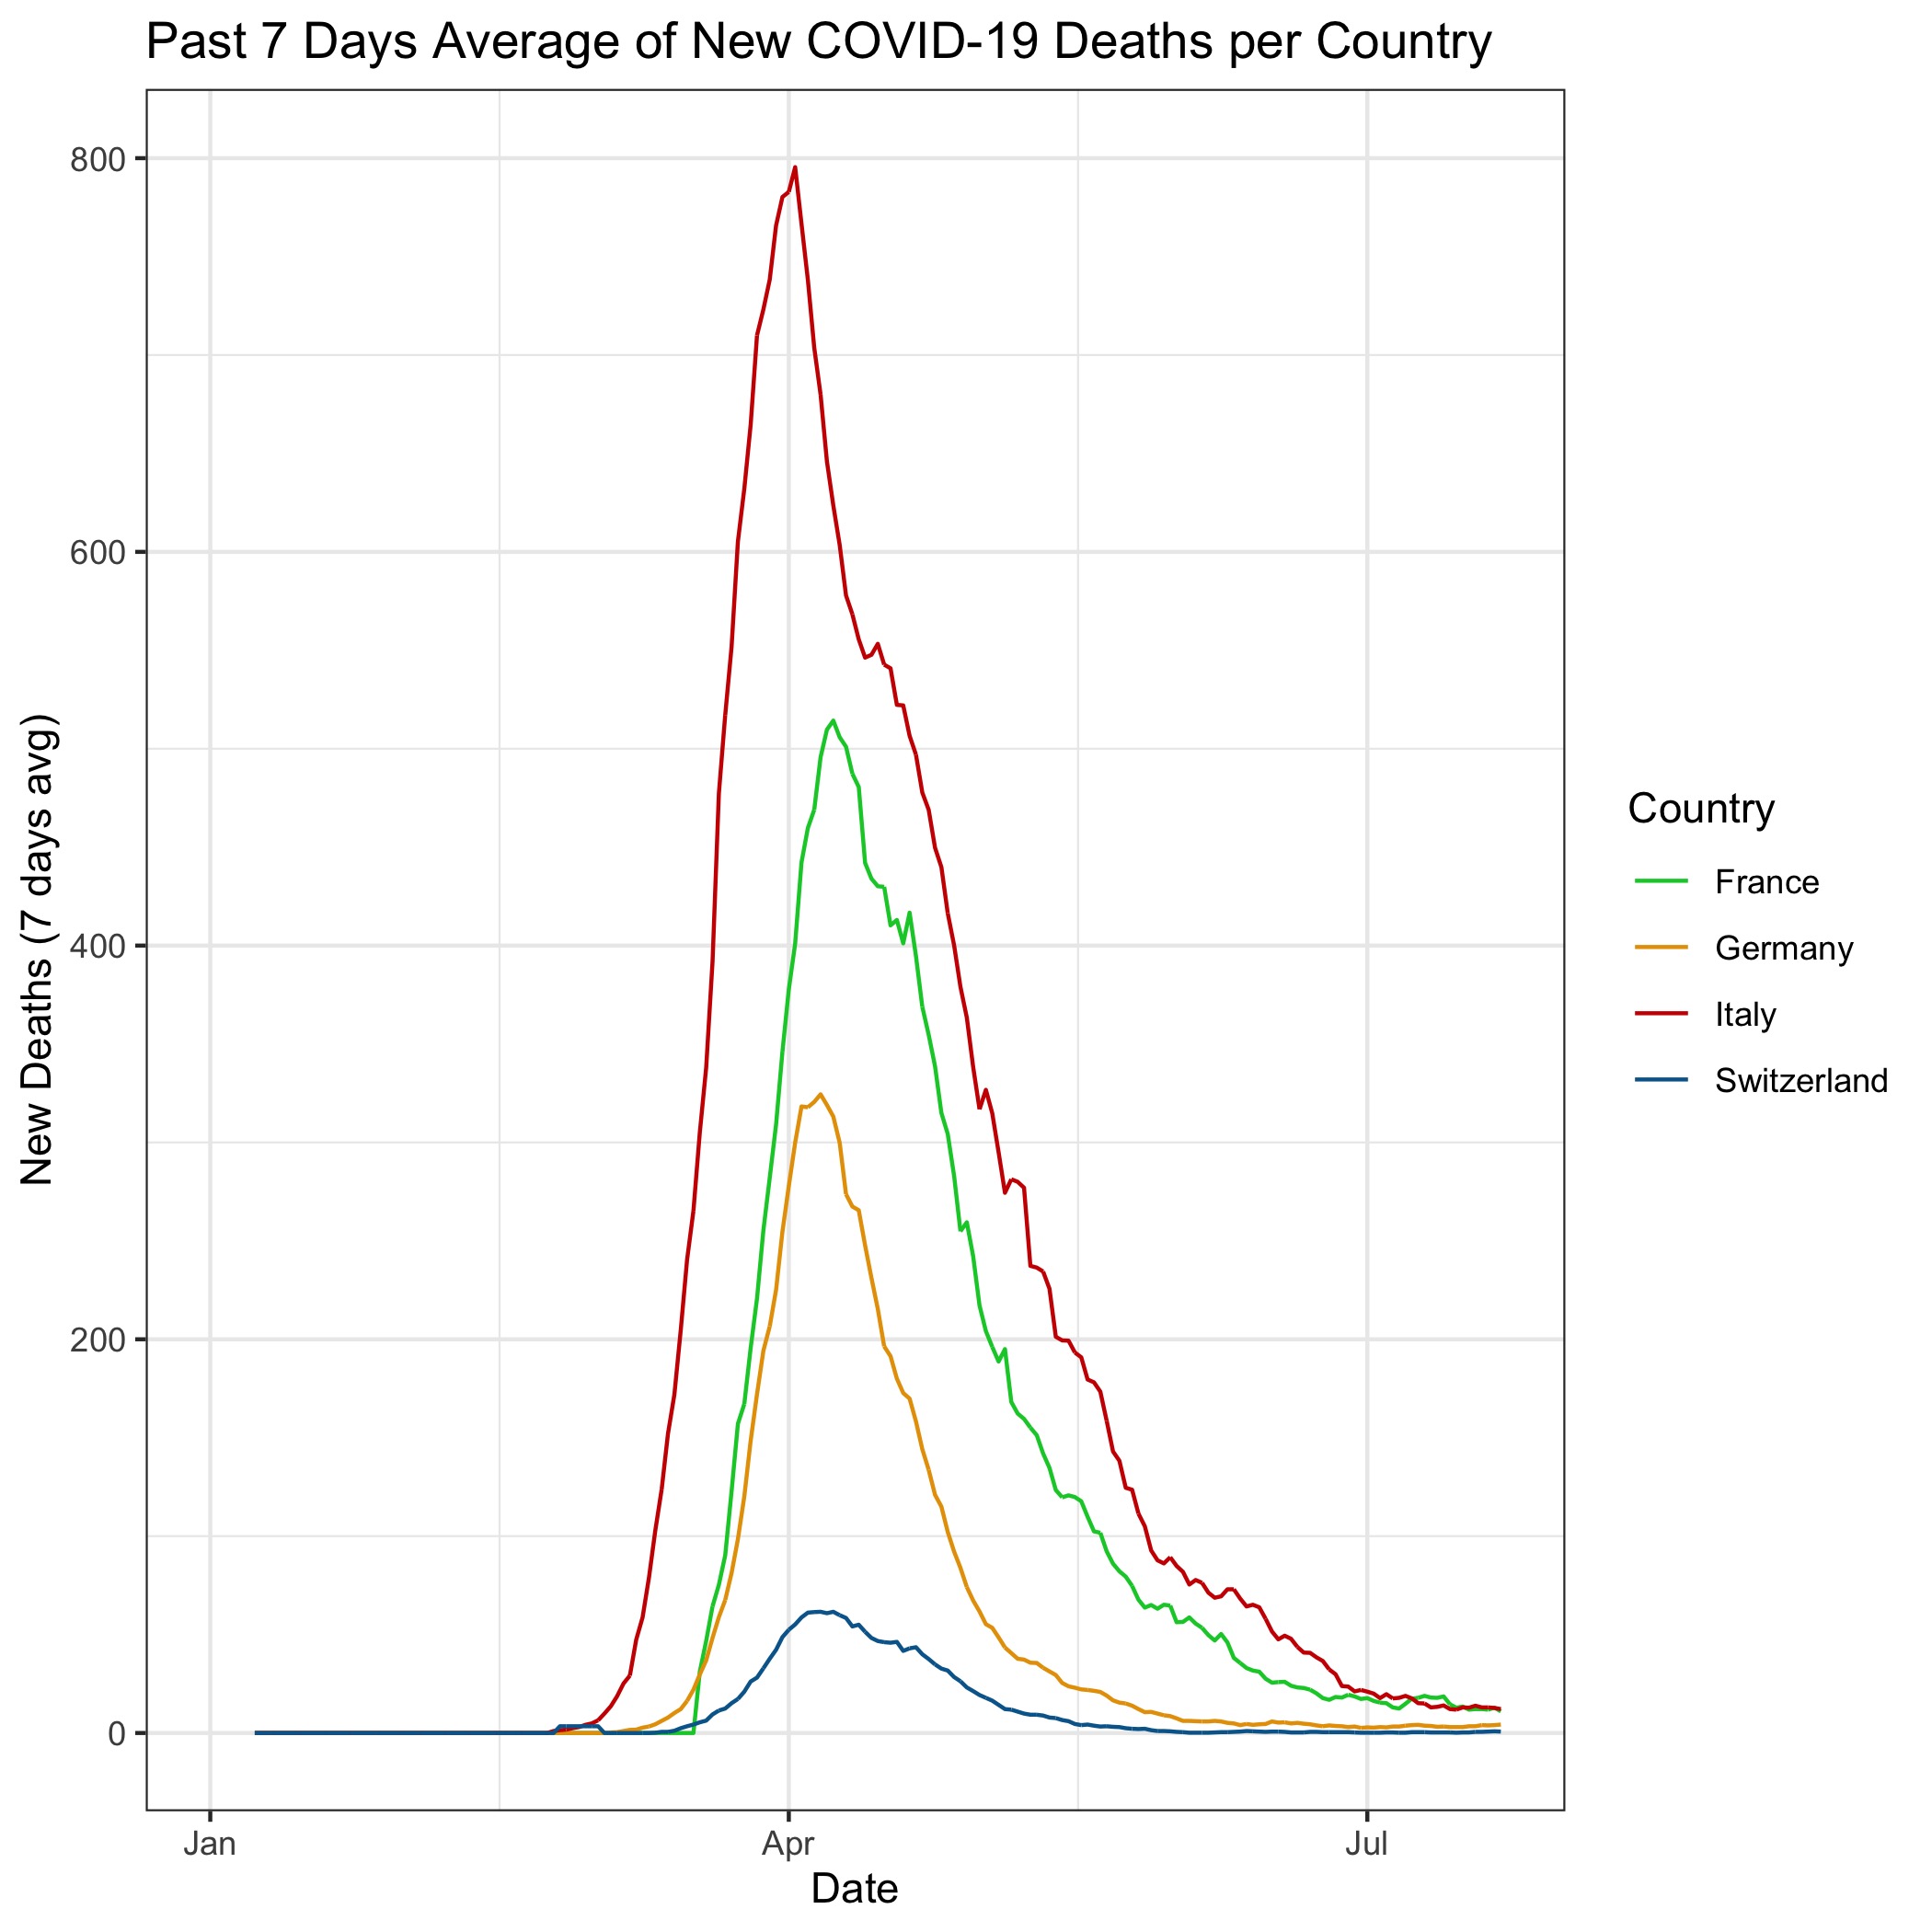 Past 7 Days Average of New COVID-19 Deaths per Country
New Deaths (7 days avg)
800
600
400
200
0
Jan
Apr
Jul
Date
Country
France
Germany
Italy
Switzerland